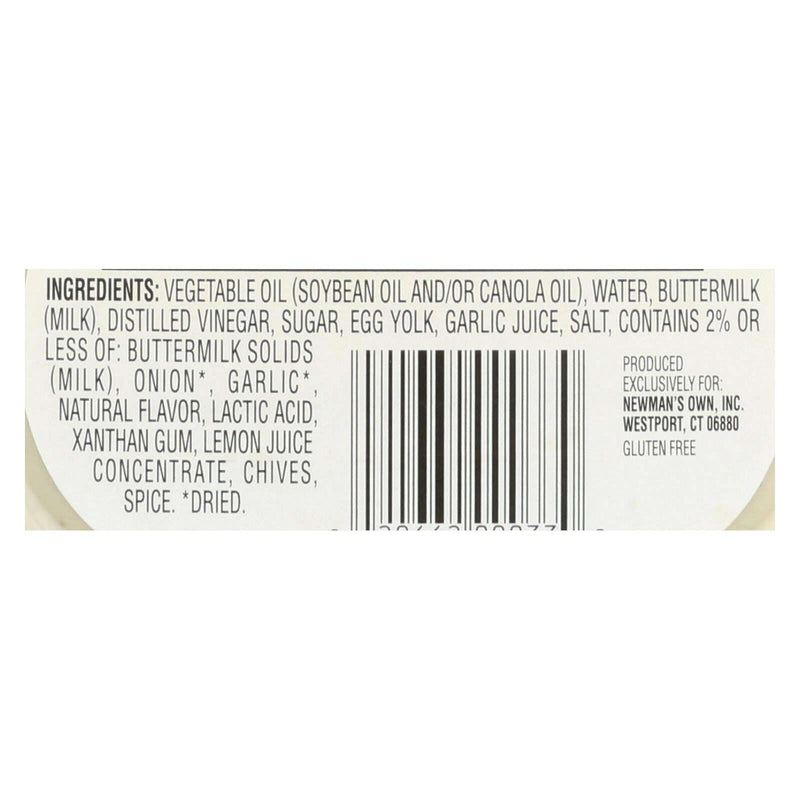 INGREDIENTS: VEGETABLE OIL (SOYBEAN OIL AND/OR CANOLA OIL), WATER, BUTTERMILK
(MILK), DISTILLED VINEGAR, SUGAR, EGG YOLK, GARLIC JUICE, SALT, CONTAINS 2% OR
LESS OF: BUTTERMILK SOLIDS
(MILK), ONION*, GARLIC*,
NATURAL FLAVOR, LACTIC ACID,
XANTHAN GUM, LEMON JUICE
CONCENTRATE, CHIVES,
SPICE. *DRIED.
PRODUCED
EXCLUSIVELY FOR:
NEWMAN'S OWN, INC.
WESTPORT, CT 06880
GLUTEN FREE